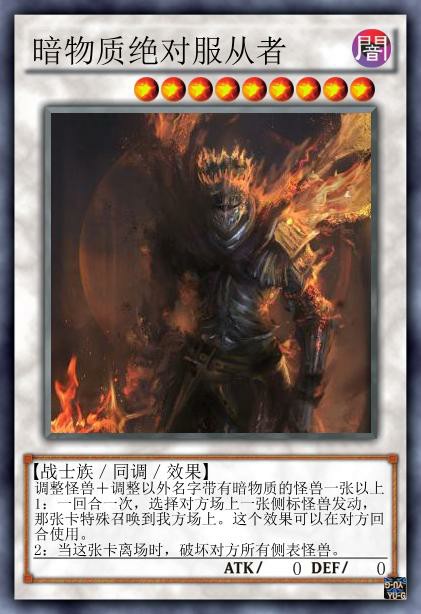 暗物质绝对服从者
闇
【战士族 / 同调 / 效果】
调整怪兽＋调整以外名字带有暗物质的怪兽一张以上
1：一回合一次，选择对方场上一张侧标怪兽发动，
那张卡特殊召唤到我方场上。这个效果可以在对方回
合使用。
2：当这张卡离场时，破坏对方所有侧表怪兽。
ATK/ 0 DEF/ 0